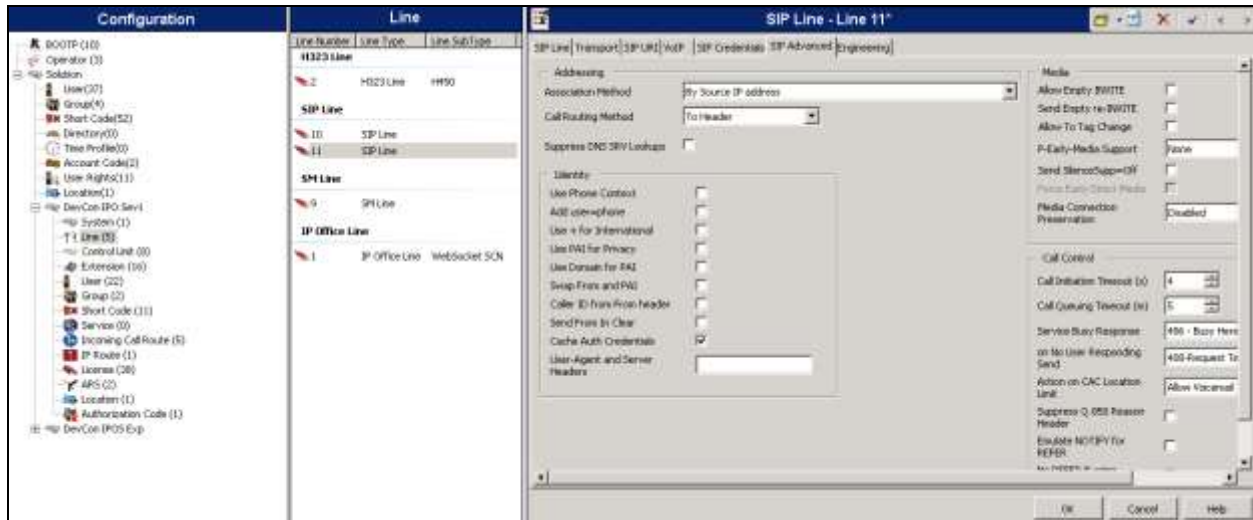 Configuration
BOOTP (10)
Operator (3)
Solution
User(37)
Group(4)
Short Code(52)
Directory(0)
Time Profile(0)
Account Code(2)
User Rights(11)
Location(1)
DevCon IPO Serv1
System (1)
Line (5)
Control Unit (8)
Extension (16)
User (22)
Group (2)
Short Code (11)
Service (0)
Incoming Call Route (5)
IP Route (1)
License (38)
ARS (2)
Location (1)
Authorization Code (1)
DevCon IPOS Exp
Line
Line Number Line Type Line SubType
H323 Line
2 H323 Line H450
SIP Line
10 SIP Line
11 SIP Line
SM Line
9 SM Line
IP Office Line
1 IP Office Line WebSocket SCN
SIP Line - Line 11*
SIP Line Transport SIP URI VoIP SIP Credentials SIP Advanced Engineering
Addressing
Association Method By Source IP address
Call Routing Method To Header
Suppress DNS SRV Lookups
Identity
Use Phone Context
Add user=phone
Use + for International
Use PAI for Privacy
Use Domain for PAI
Swap From and PAI
Caller ID from From header
Send From In Clear
Cache Auth Credentials
User-Agent and Server Headers
Media
Allow Empty INVITE
Send Empty re-INVITE
Allow To Tag Change
P-Early-Media Support None
Send SilenceSupp=Off
Force Early Direct Media
Media Connection Preservation Disabled
Call Control
Call Initiation Timeout (s) 4
Call Queuing Timeout (m) 5
Service Busy Response 486 - Busy Here
on No User Responding Send 408-Request
Action on CAC Location Limit Allow Voicemail
Suppress Q.850 Reason Header
Emulate NOTIFY for REFER
OK Cancel Help